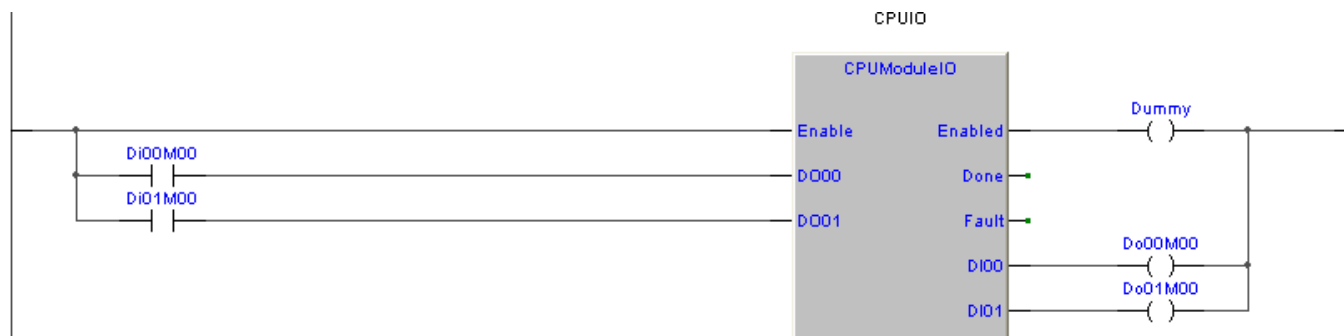 CPUIO
CPUModuleIO
Dummy
Enable Enabled
Di00M00
DO00 Done
Di01M00
DO01 Fault
Do00M00
DI00
Do01M00
DI01